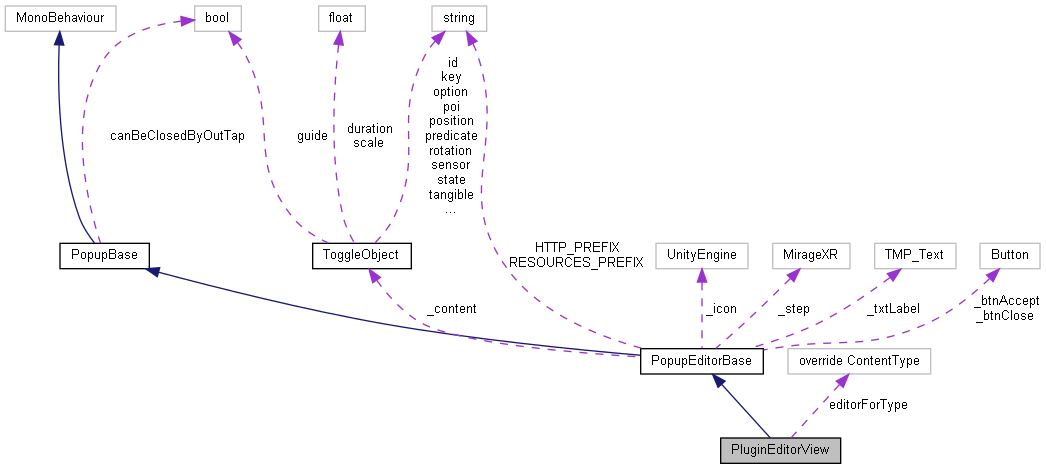 MonoBehaviour
bool
float
string
id
key
option
poi
position
predicate
rotation
sensor
state
tangible
...
canBeClosedByOutTap
guide
duration
scale
PopupBase
ToggleObject
HTTP_PREFIX
RESOURCES_PREFIX
UnityEngine
MirageXR
TMP_Text
Button
_content
_icon
_step
_txtLabel
_btnAccept
_btnClose
PopupEditorBase
override ContentType
editorForType
PluginEditorView